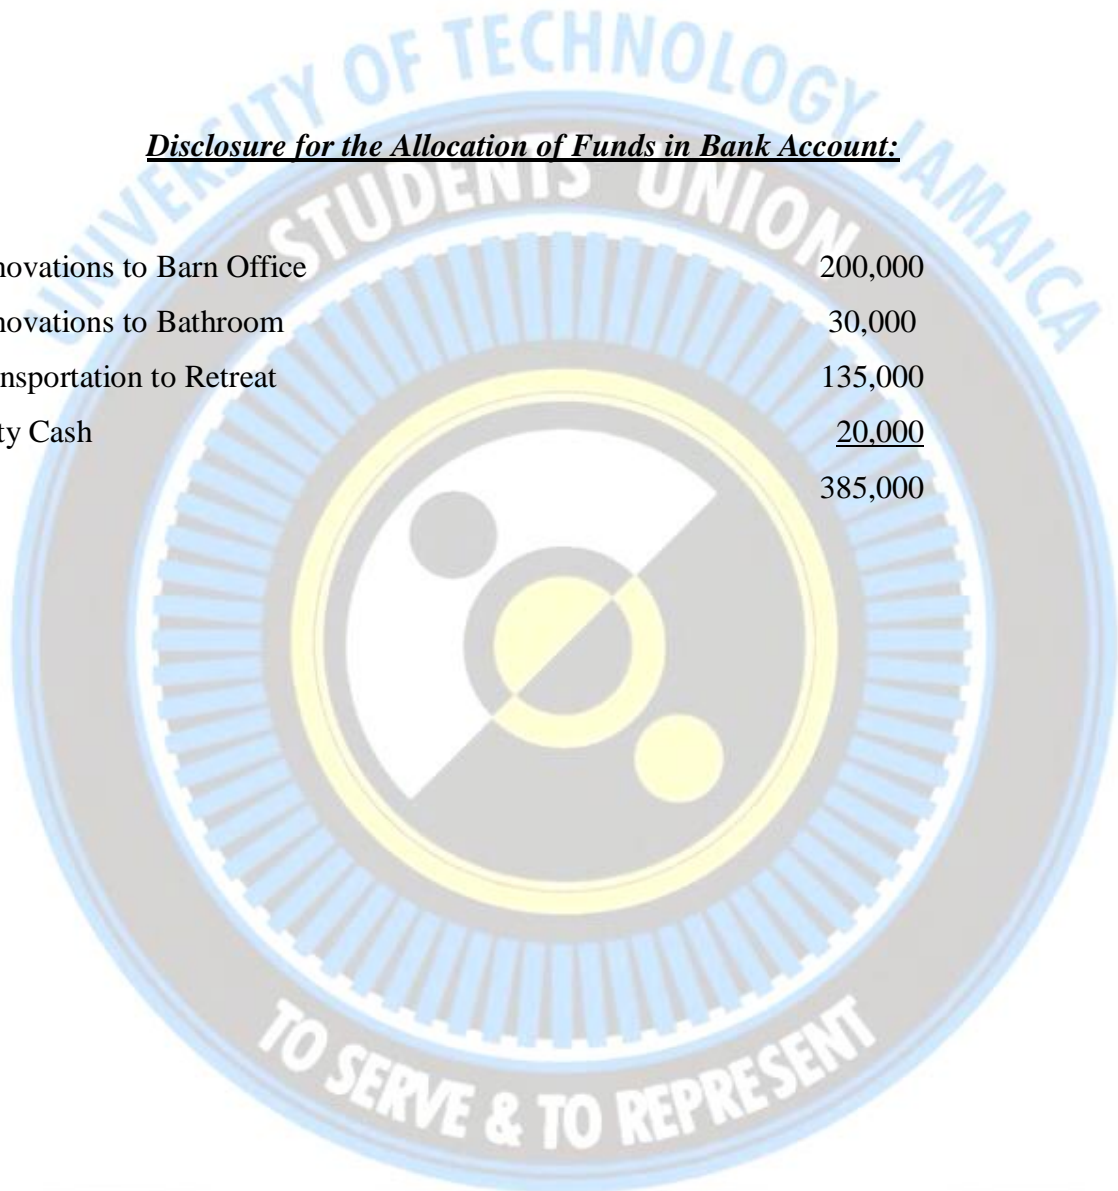 UNIVERSITY OF TECHNOLOGY, JAMAICA
STUDENTS' UNION
Disclosure for the Allocation of Funds in Bank Account:
novations to Barn Office 200,000
novations to Bathroom 30,000
nsportation to Retreat 135,000
ty Cash 20,000
385,000
TO SERVE & TO REPRESENT